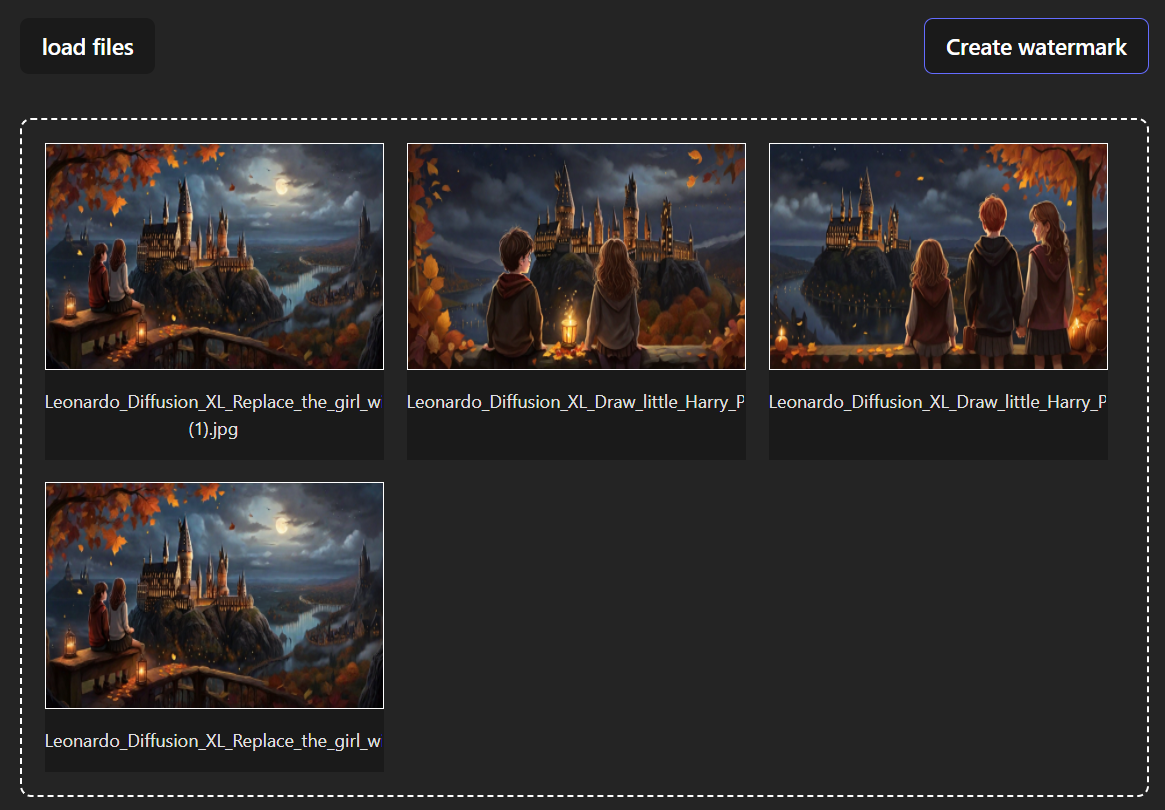 load files
Create watermark
Leonardo_Diffusion_XL_Replace_the_girl_w
(1).jpg
Leonardo_Diffusion_XL_Draw_little_Harry_P
Leonardo_Diffusion_XL_Draw_little_Harry_P
Leonardo_Diffusion_XL_Replace_the_girl_w